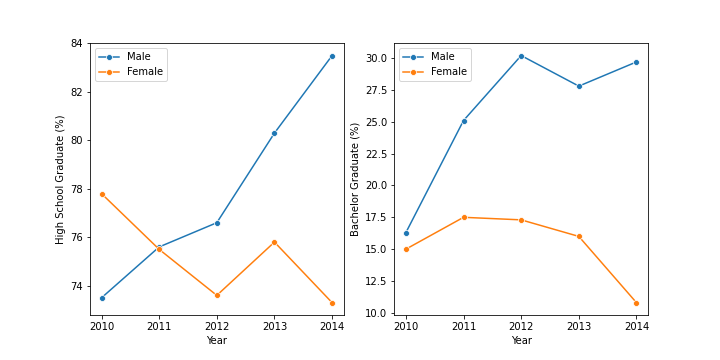 High School Graduate (%)
84
82
80
78
76
74
Male
Female
2010 2011 2012 2013 2014
Year
Bachelor Graduate (%)
30.0
27.5
25.0
22.5
20.0
17.5
15.0
12.5
10.0
Male
Female
2010 2011 2012 2013 2014
Year